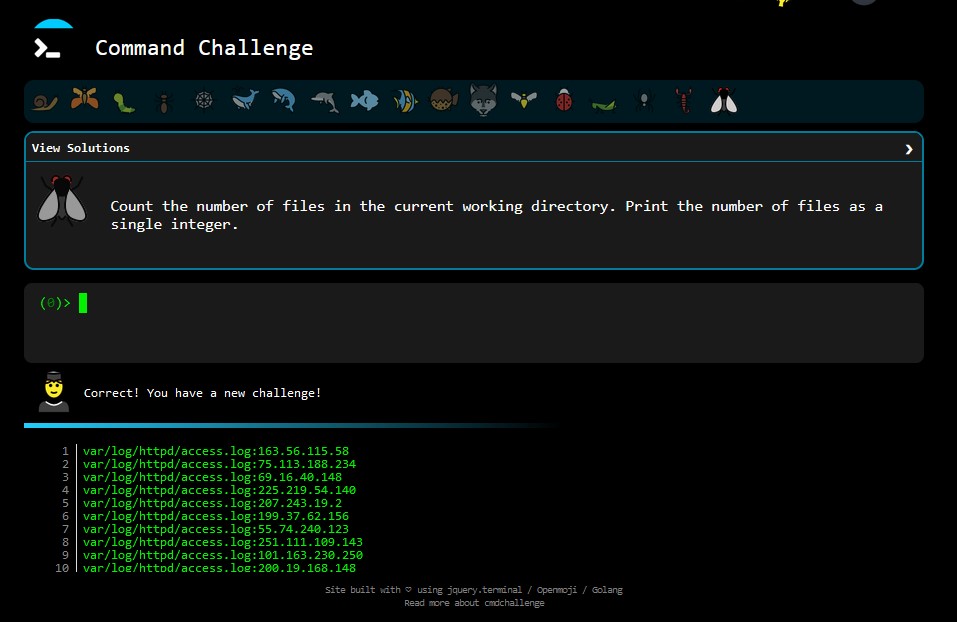 Command Challenge
View Solutions
Count the number of files in the current working directory. Print the number of files as a
single integer.
(0)>
Correct! You have a new challenge!
1 var/log/httpd/access.log:163.56.115.58
2 var/log/httpd/access.log:75.113.188.234
3 var/log/httpd/access.log:69.16.40.148
4 var/log/httpd/access.log:225.219.54.140
5 var/log/httpd/access.log:207.243.19.2
6 var/log/httpd/access.log:199.37.62.156
7 var/log/httpd/access.log:55.74.240.123
8 var/log/httpd/access.log:251.111.109.143
9 var/log/httpd/access.log:101.163.230.250
10 var/log/httpd/access.log:200.19.168.148
Site built with ♡ using jquery.terminal / Openmoji / Golang
Read more about cmdchallenge